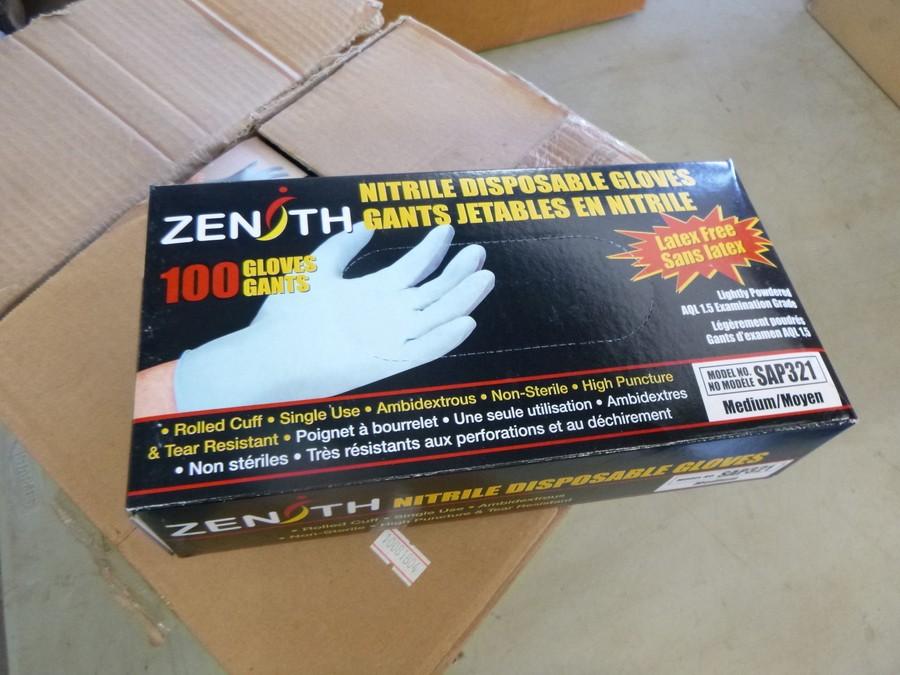 ZENITH
NITRILE DISPOSABLE GLOVES
GANTS JETABLES EN NITRILE
100 GLOVES
GANTS
Latex Free
Sans latex
Lightly Powdered
AQL 1.5 Examination Grade
Légèrement poudrés
Gants d'examen AQL 1.5
MODEL NO.
NO MODÈLE SAP321
Medium/Moyen
• Rolled Cuff • Single Use • Ambidextrous • Non-Sterile • High Puncture
& Tear Resistant • Poignet à bourrelet • Une seule utilisation • Ambidextres
• Non stériles • Très résistants aux perforations et au déchirement
ZENITH NITRILE DISPOSABLE GLOVES
• Rolled Cuff • Single Use • Ambidextrous
• Non-Sterile • High Puncture & Tear Resistant
SAP321
10081804